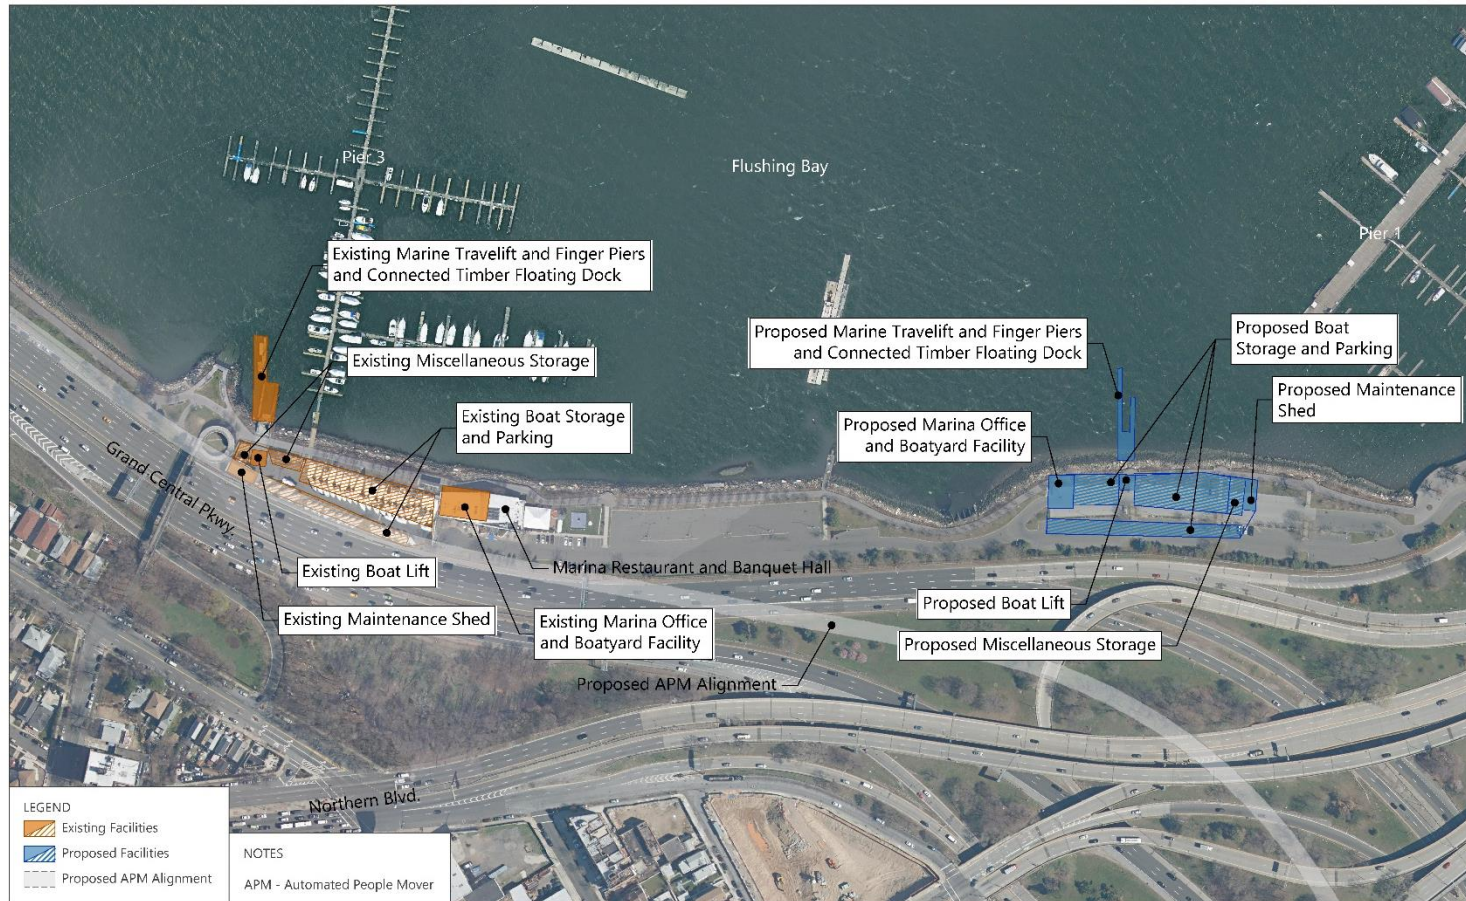 Pier 3
Flushing Bay
Pier 1
Existing Marine Travelift and Finger Piers
and Connected Timber Floating Dock
Existing Miscellaneous Storage
Existing Boat Storage
and Parking
Proposed Marine Travelift and Finger Piers
and Connected Timber Floating Dock
Proposed Boat
Storage and Parking
Proposed Maintenance
Shed
Proposed Marina Office
and Boatyard Facility
Grand Central Pkwy.
Existing Boat Lift
Marina Restaurant and Banquet Hall
Existing Maintenance Shed
Existing Marina Office
and Boatyard Facility
Proposed Boat Lift
Proposed Miscellaneous Storage
Proposed APM Alignment
Northern Blvd.
LEGEND
Existing Facilities
Proposed Facilities
Proposed APM Alignment
NOTES
APM - Automated People Mover